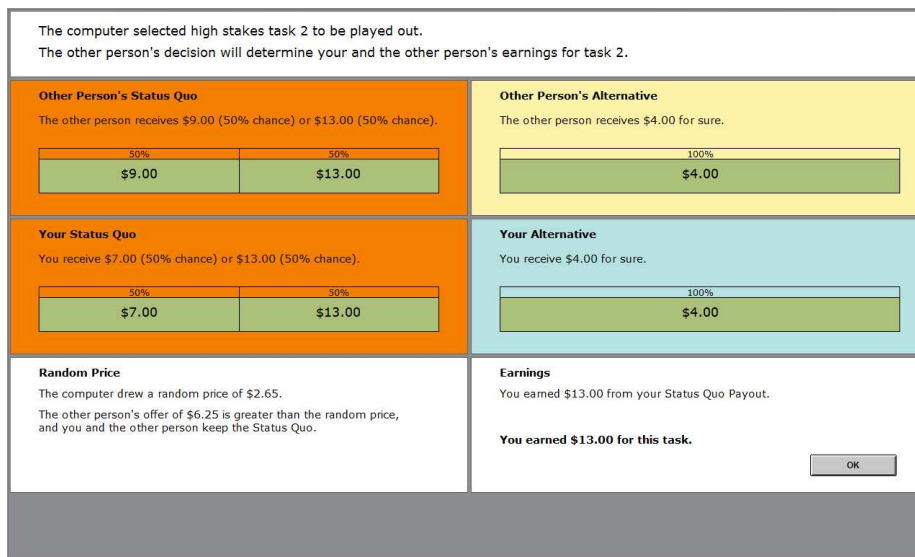 The computer selected high stakes task 2 to be played out.
The other person's decision will determine your and the other person's earnings for task 2.
Other Person's Status Quo
The other person receives $9.00 (50% chance) or $13.00 (50% chance).
50% 50%
$9.00 $13.00
Other Person's Alternative
The other person receives $4.00 for sure.
100%
$4.00
Your Status Quo
You receive $7.00 (50% chance) or $13.00 (50% chance).
50% 50%
$7.00 $13.00
Your Alternative
You receive $4.00 for sure.
100%
$4.00
Random Price
The computer drew a random price of $2.65.
The other person's offer of $6.25 is greater than the random price,
and you and the other person keep the Status Quo.
Earnings
You earned $13.00 from your Status Quo Payout.
You earned $13.00 for this task.
OK